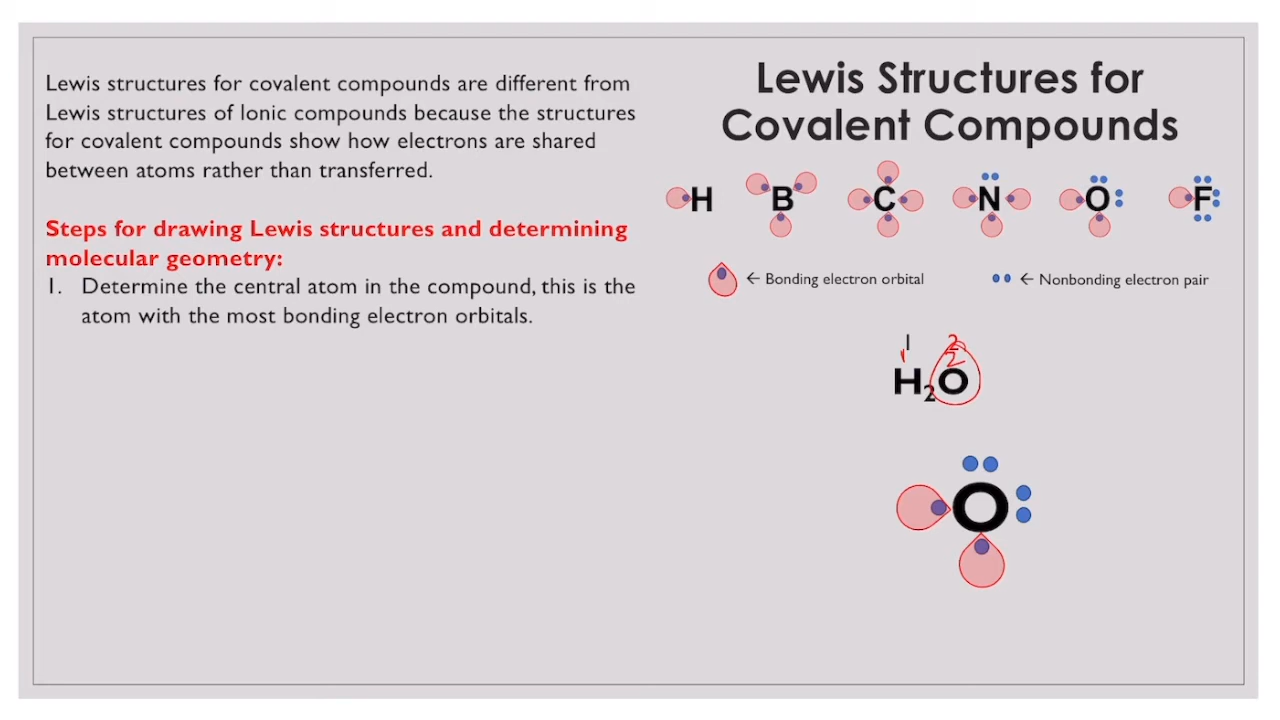 Lewis structures for covalent compounds are different from
Lewis structures of Ionic compounds because the structures
for covalent compounds show how electrons are shared
between atoms rather than transferred.
Steps for drawing Lewis structures and determining
molecular geometry:
1. Determine the central atom in the compound, this is the
atom with the most bonding electron orbitals.
Lewis Structures for
Covalent Compounds
H B C N O F
← Bonding electron orbital ← Nonbonding electron pair
1 2
2
H₂O
O